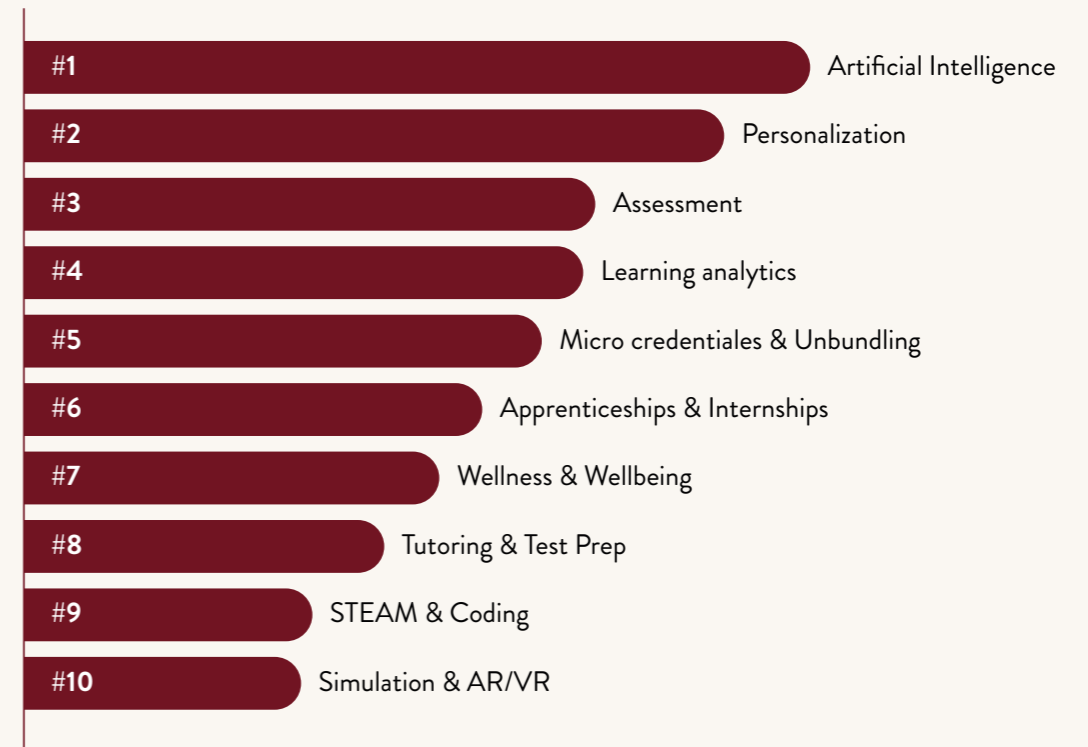 #1 Artificial Intelligence
#2 Personalization
#3 Assessment
#4 Learning analytics
#5 Micro credentiales & Unbundling
#6 Apprenticeships & Internships
#7 Wellness & Wellbeing
#8 Tutoring & Test Prep
#9 STEAM & Coding
#10 Simulation & AR/VR